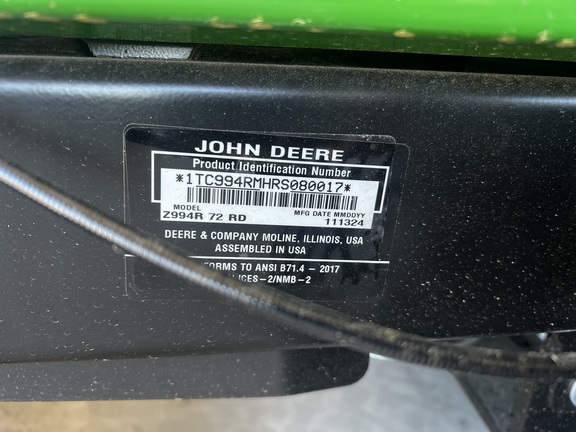 JOHN DEERE
Product Identification Number
*1TC994RMHRS080017*
MODEL MFG DATE MMDDYY
Z994R 72 RD 111324
DEERE & COMPANY MOLINE, ILLINOIS, USA
ASSEMBLED IN USA
FORMS TO ANSI B71.4 – 2017
ICES-2/NMB-2